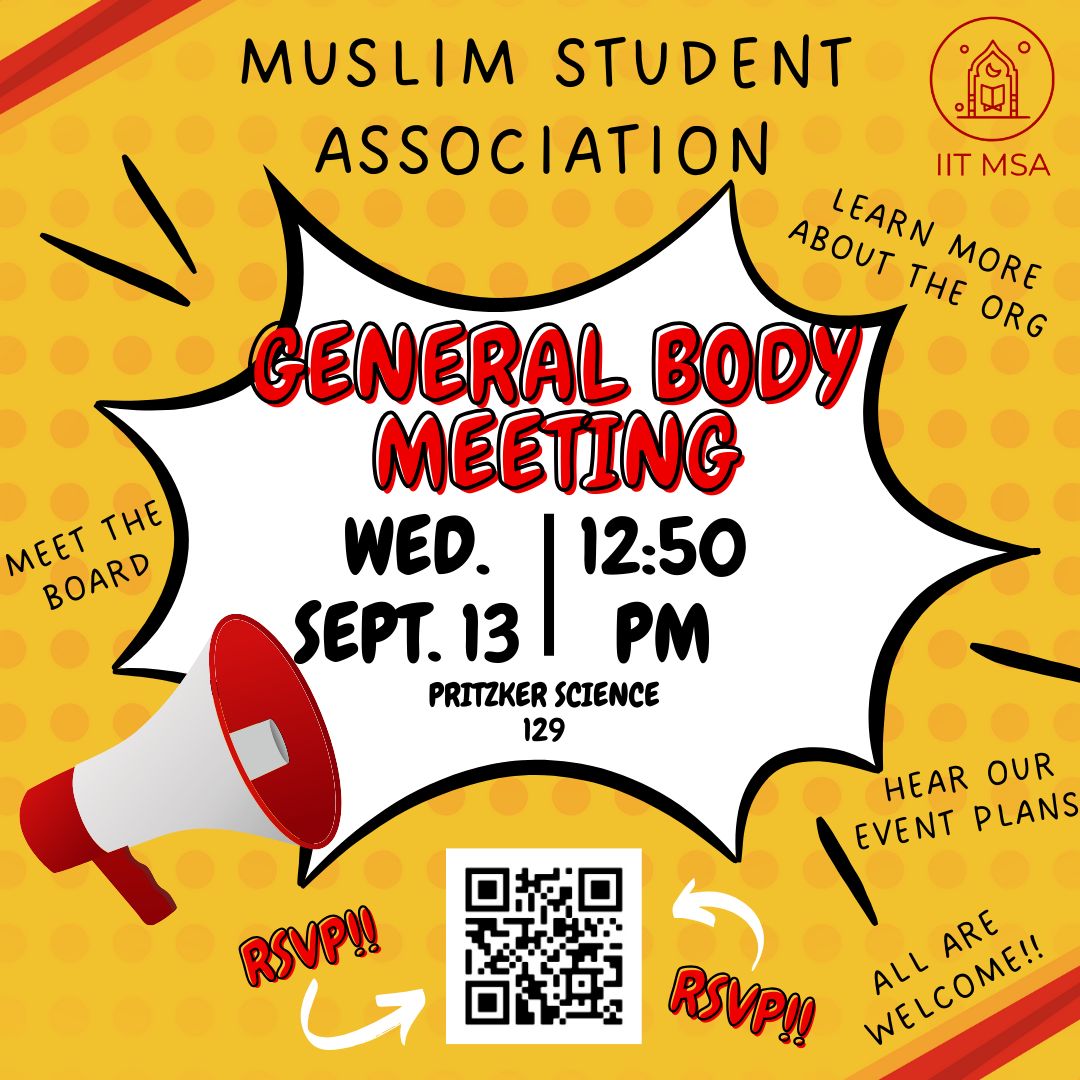 MUSLIM STUDENT
ASSOCIATION
IIT MSA
LEARN MORE
ABOUT THE ORG
GENERAL BODY
MEETING
WED.
SEPT. 13
12:50
PM
PRITZKER SCIENCE
129
MEET THE
BOARD
HEAR OUR
EVENT PLANS
RSVP!!
RSVP!!
ALL ARE
WELCOME!!